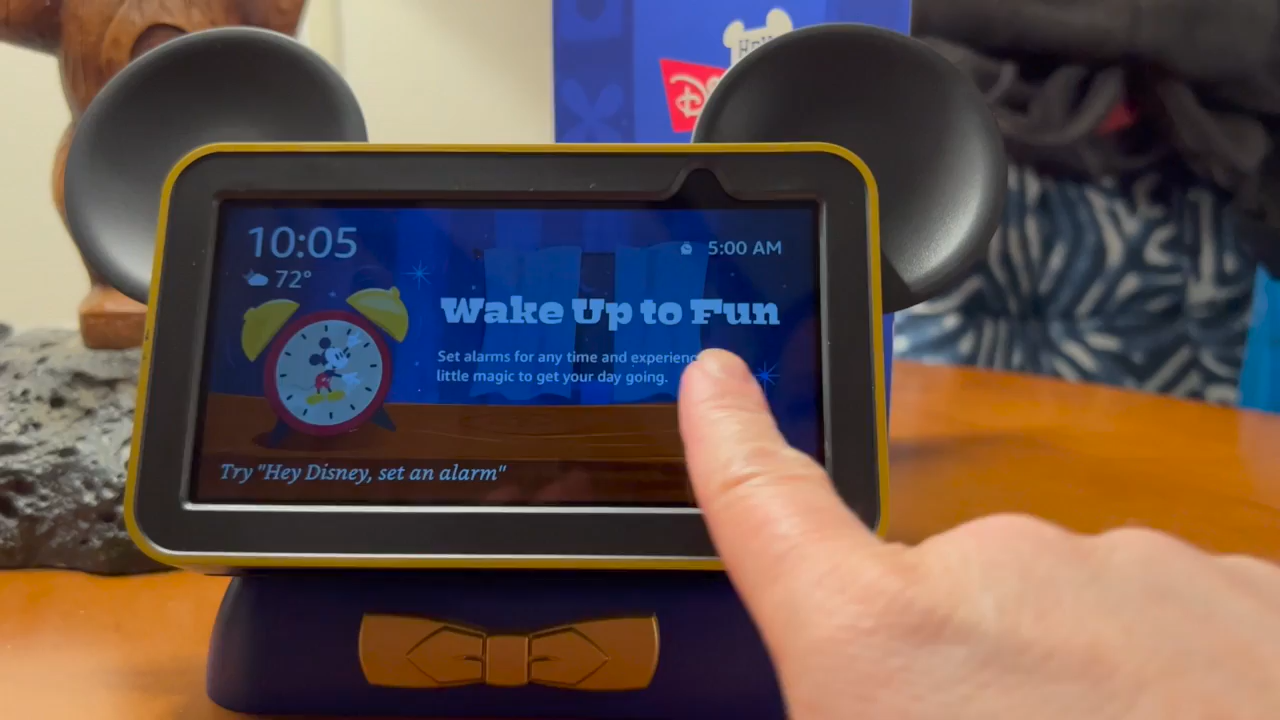 10:05
5:00 AM
72°
Wake Up to Fun
Set alarms for any time and
little magic to get your day going.
Try "Hey Disney, set an alarm"